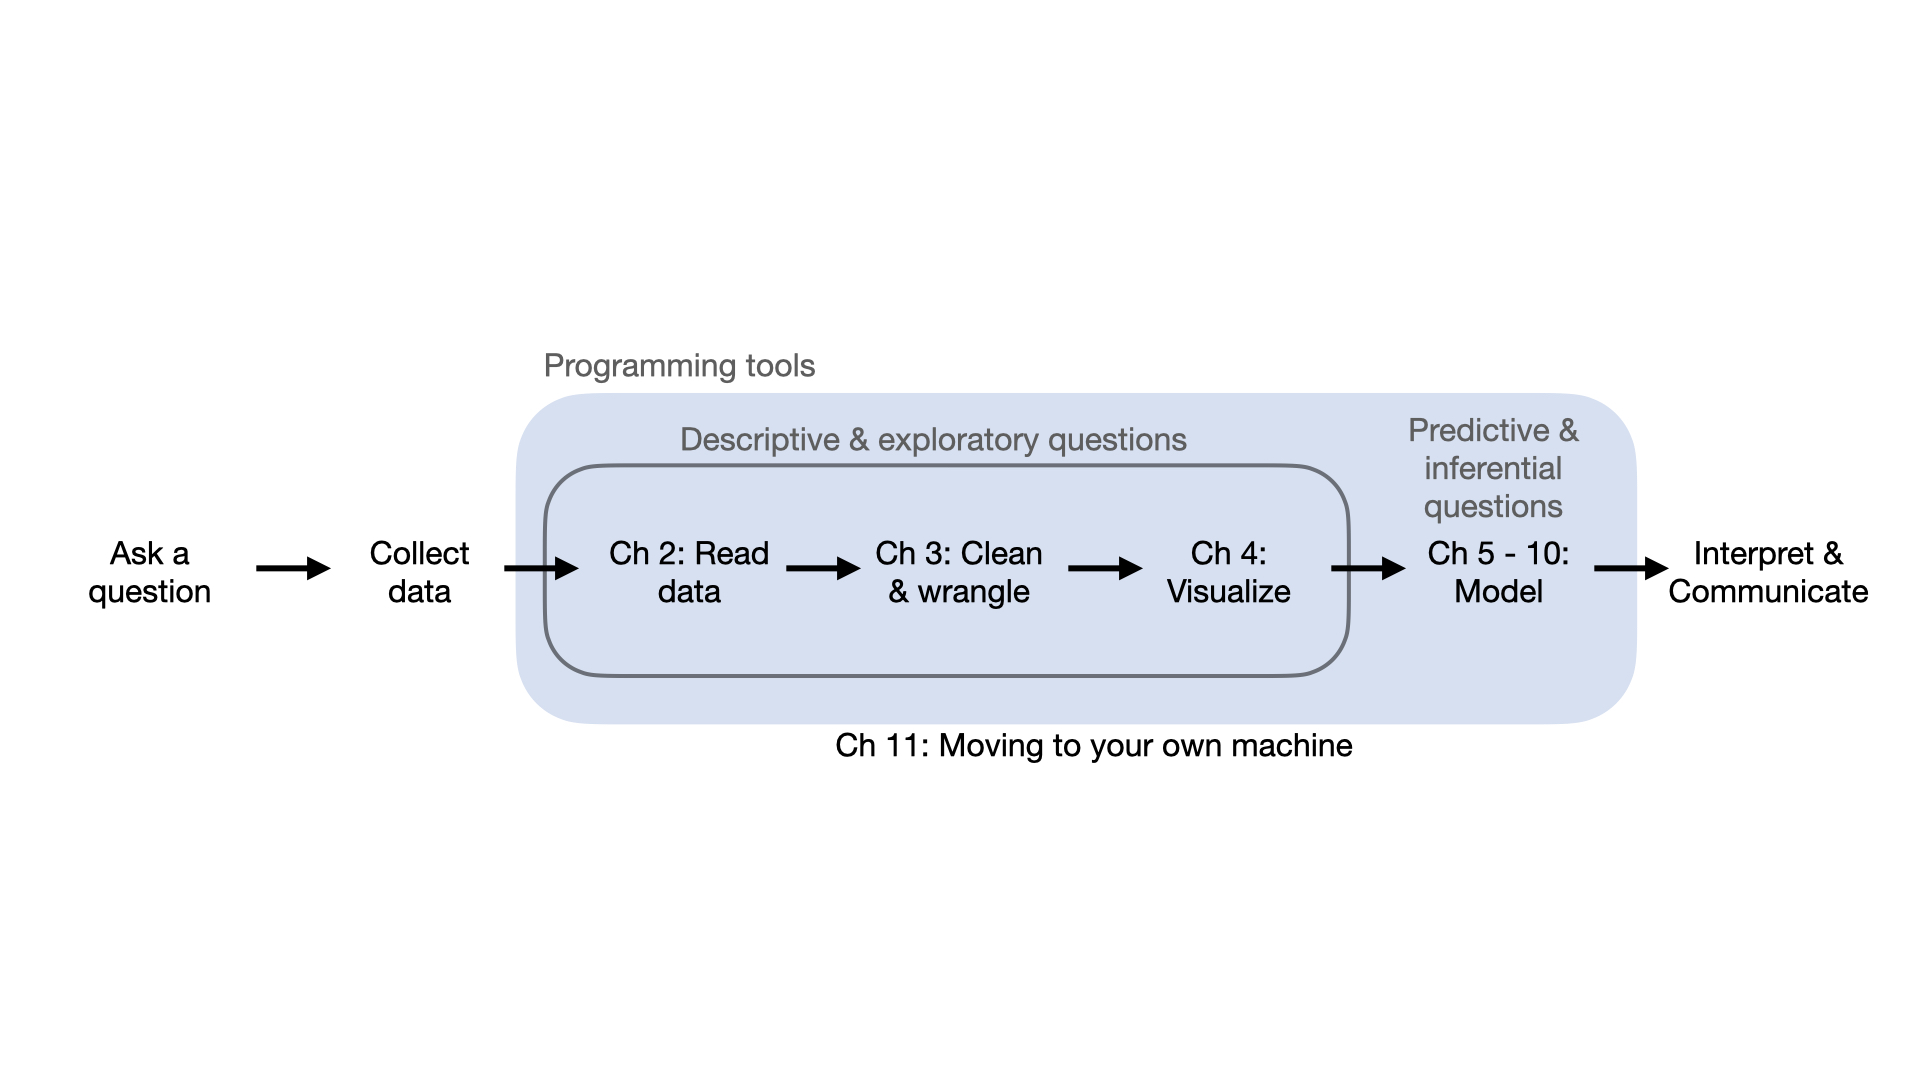 Programming tools
Descriptive & exploratory questions
Predictive &
inferential
questions
Ask a
question
Collect
data
Ch 2: Read
data
Ch 3: Clean
& wrangle
Ch 4:
Visualize
Ch 5 - 10:
Model
Interpret &
Communicate
Ch 11: Moving to your own machine